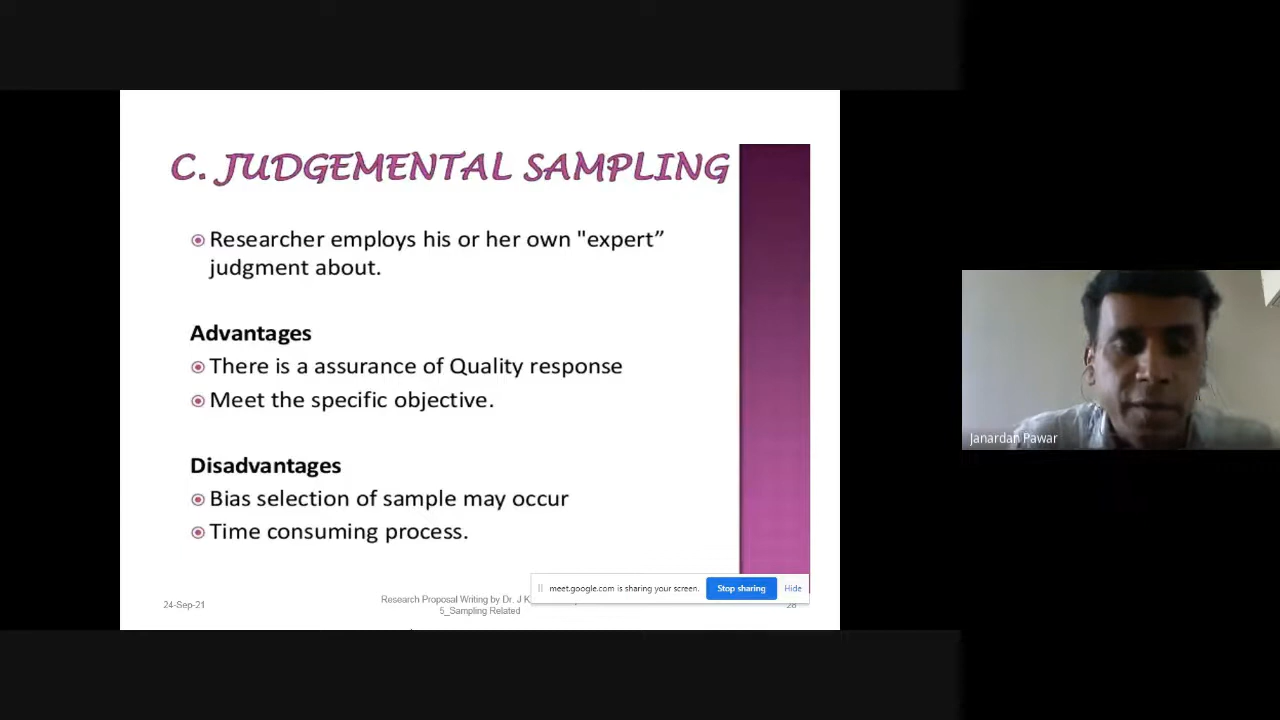 C. JUDGEMENTAL SAMPLING
Researcher employs his or her own "expert”
judgment about.
Advantages
There is a assurance of Quality response
Meet the specific objective.
Disadvantages
Bias selection of sample may occur
Time consuming process.
meet.google.com is sharing your screen.
Stop sharing
Hide
24-Sep-21
Research Proposal Writing by Dr. J K
5_Sampling Related
28
Janardan Pawar